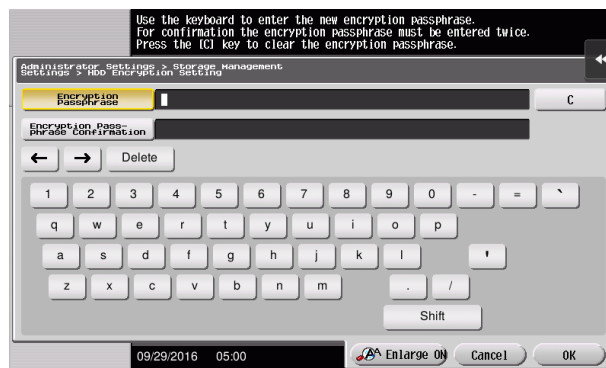 Use the keyboard to enter the new encryption passphrase.
For confirmation the encryption passphrase must be entered twice.
Press the [C] key to clear the encryption passphrase.
Administrator Settings > Storage Management
Settings > HDD Encryption Setting
Encryption
Passphrase
C
Encryption Pass-
phrase Confirmation
← → Delete
1 2 3 4 5 6 7 8 9 0 - = `
q w e r t y u i o p
a s d f g h j k l '
z x c v b n m . /
Shift
09/29/2016 05:00
Enlarge ON Cancel OK